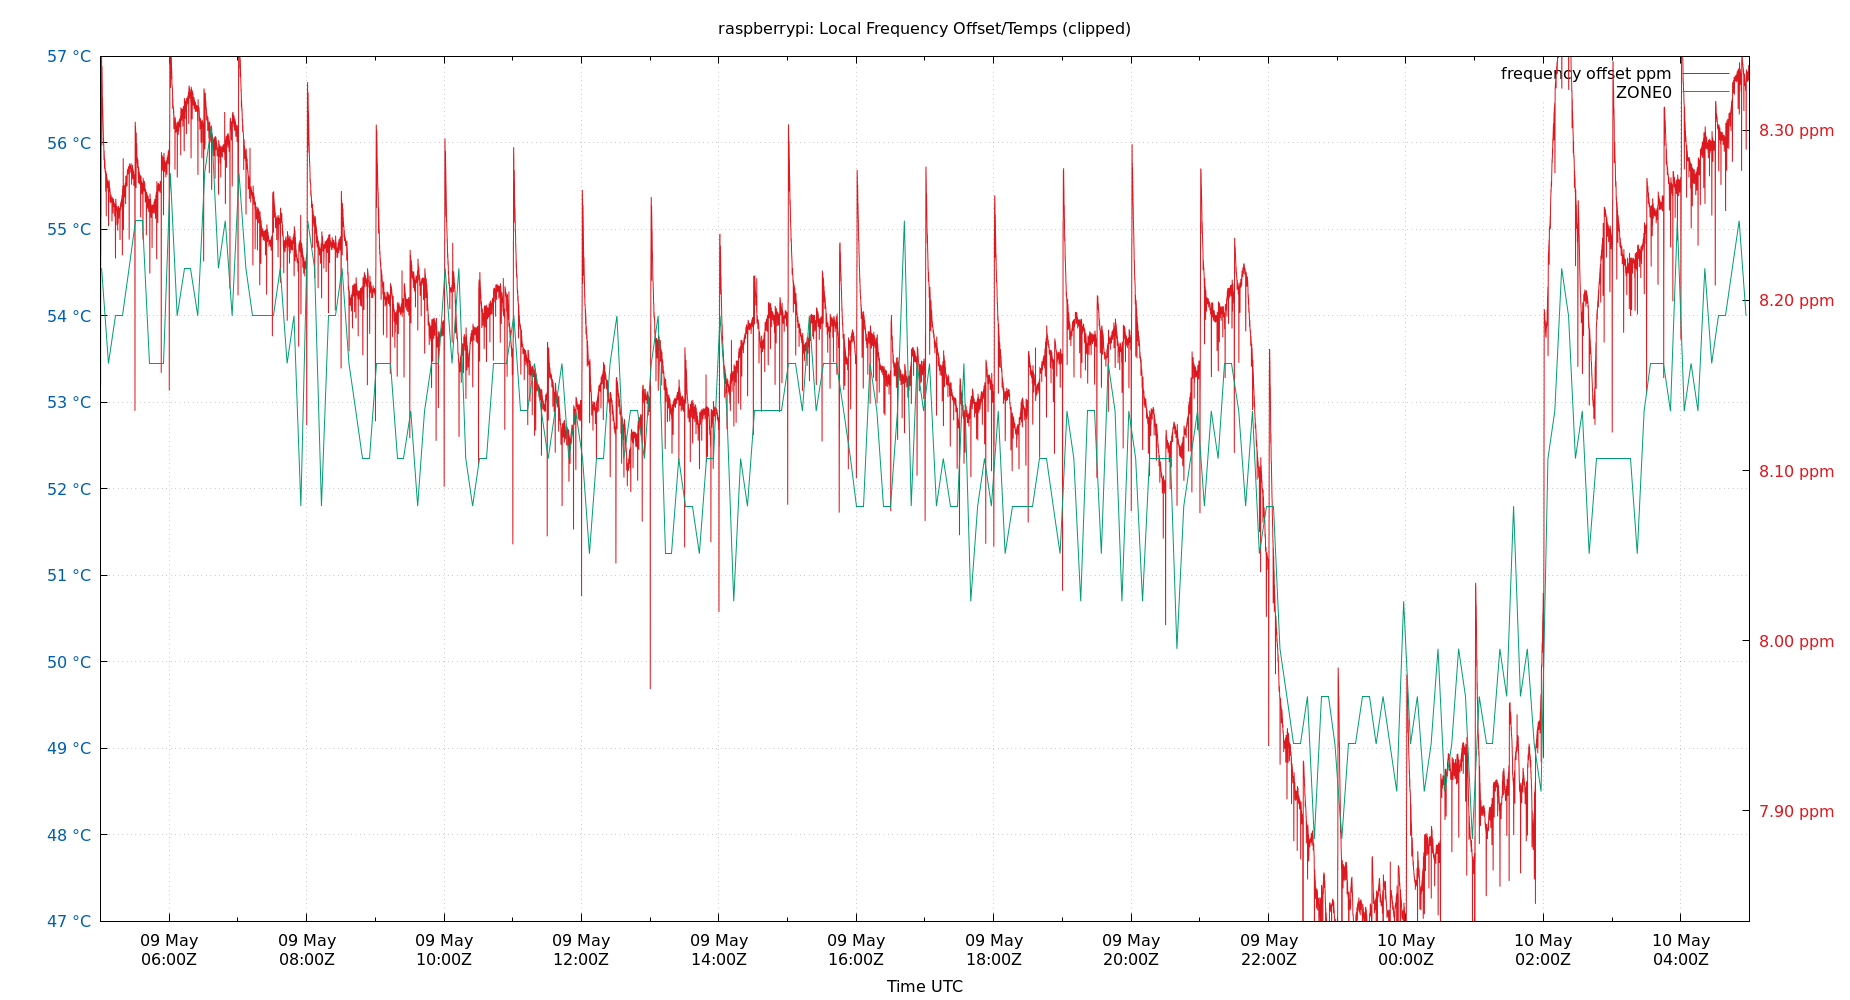 raspberrypi: Local Frequency Offset/Temps (clipped)
57 °C
56 °C
55 °C
54 °C
53 °C
52 °C
51 °C
50 °C
49 °C
48 °C
47 °C
frequency offset ppm
ZONE0
8.30 ppm
8.20 ppm
8.10 ppm
8.00 ppm
7.90 ppm
09 May 09 May 09 May 09 May 09 May 09 May 09 May 09 May 09 May 10 May 10 May 10 May
06:00Z 08:00Z 10:00Z 12:00Z 14:00Z 16:00Z 18:00Z 20:00Z 22:00Z 00:00Z 02:00Z 04:00Z
Time UTC